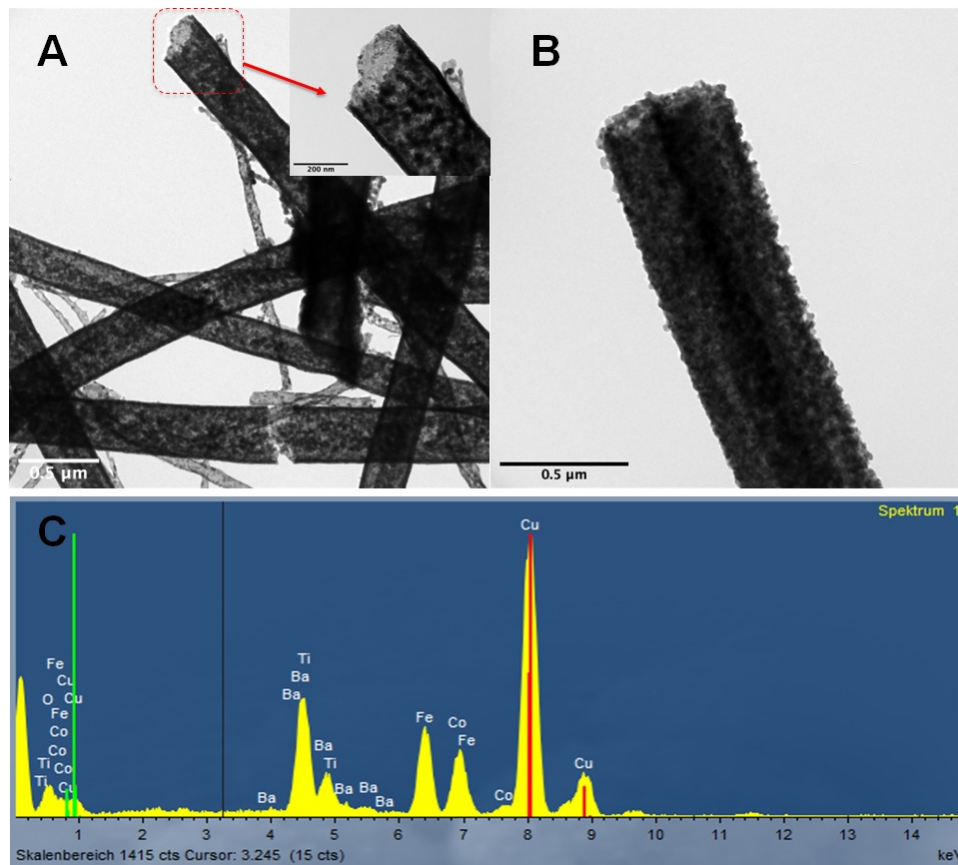 A
B
200 nm
0.5 µm
0.5 µm
C
Spektrum 1
Cu
Fe
Cu
O Cu
Fe
Co
Co
Ti Co
Ti Cu
Ti
Ba
Ba
Ba
Ti
Ba
Ba
Ba
Ba
Fe
Co
Fe
Co
Cu
1 2 3 4 5 6 7 8 9 10 11 12 13 14
Skalenbereich 1415 cts Cursor: 3.245 (15 cts) keV